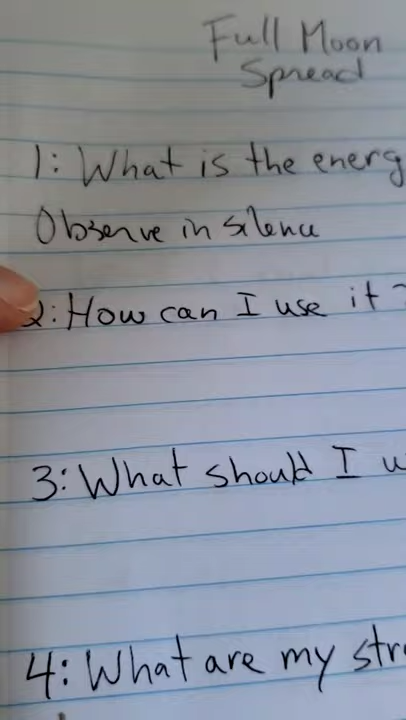 Full Moon
Spread
1: What is the energ
Observe in silence
2: How can I use it?
3: What should I w
4: What are my str